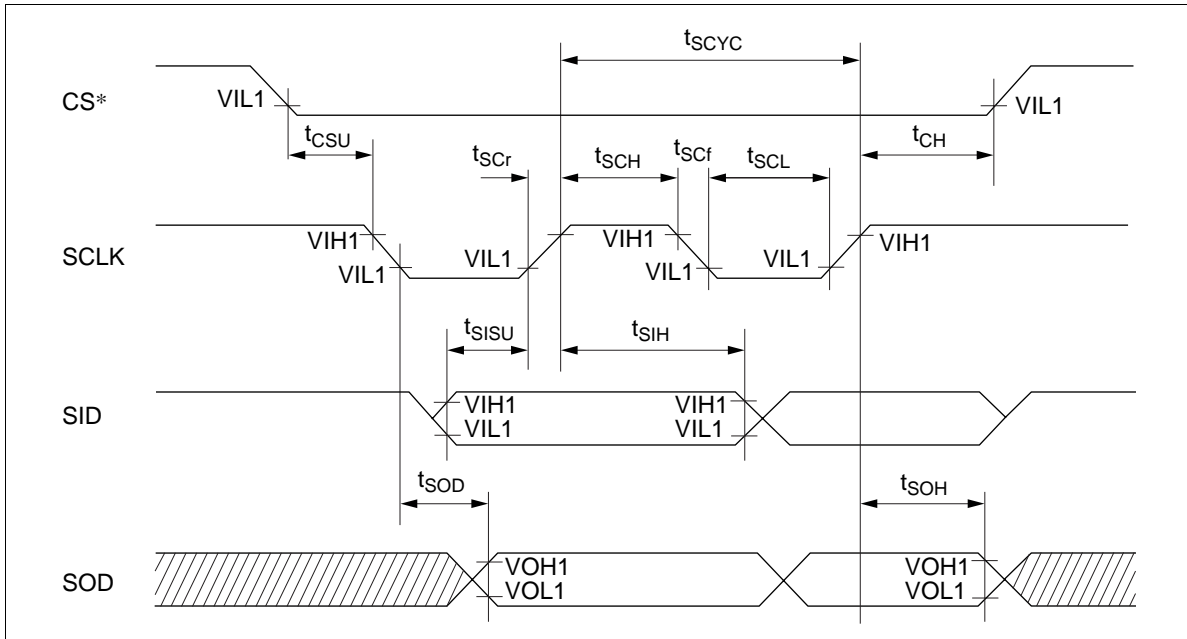 tSCYC
CS*
VIL1
VIL1
tCSU
tSCr
tSCH
tSCf
tSCL
tCH
SCLK
VIH1
VIL1
VIL1
VIH1
VIL1
VIL1
VIH1
tSISU
tSIH
SID
VIH1
VIL1
VIH1
VIL1
tSOD
tSOH
SOD
VOH1
VOL1
VOH1
VOL1